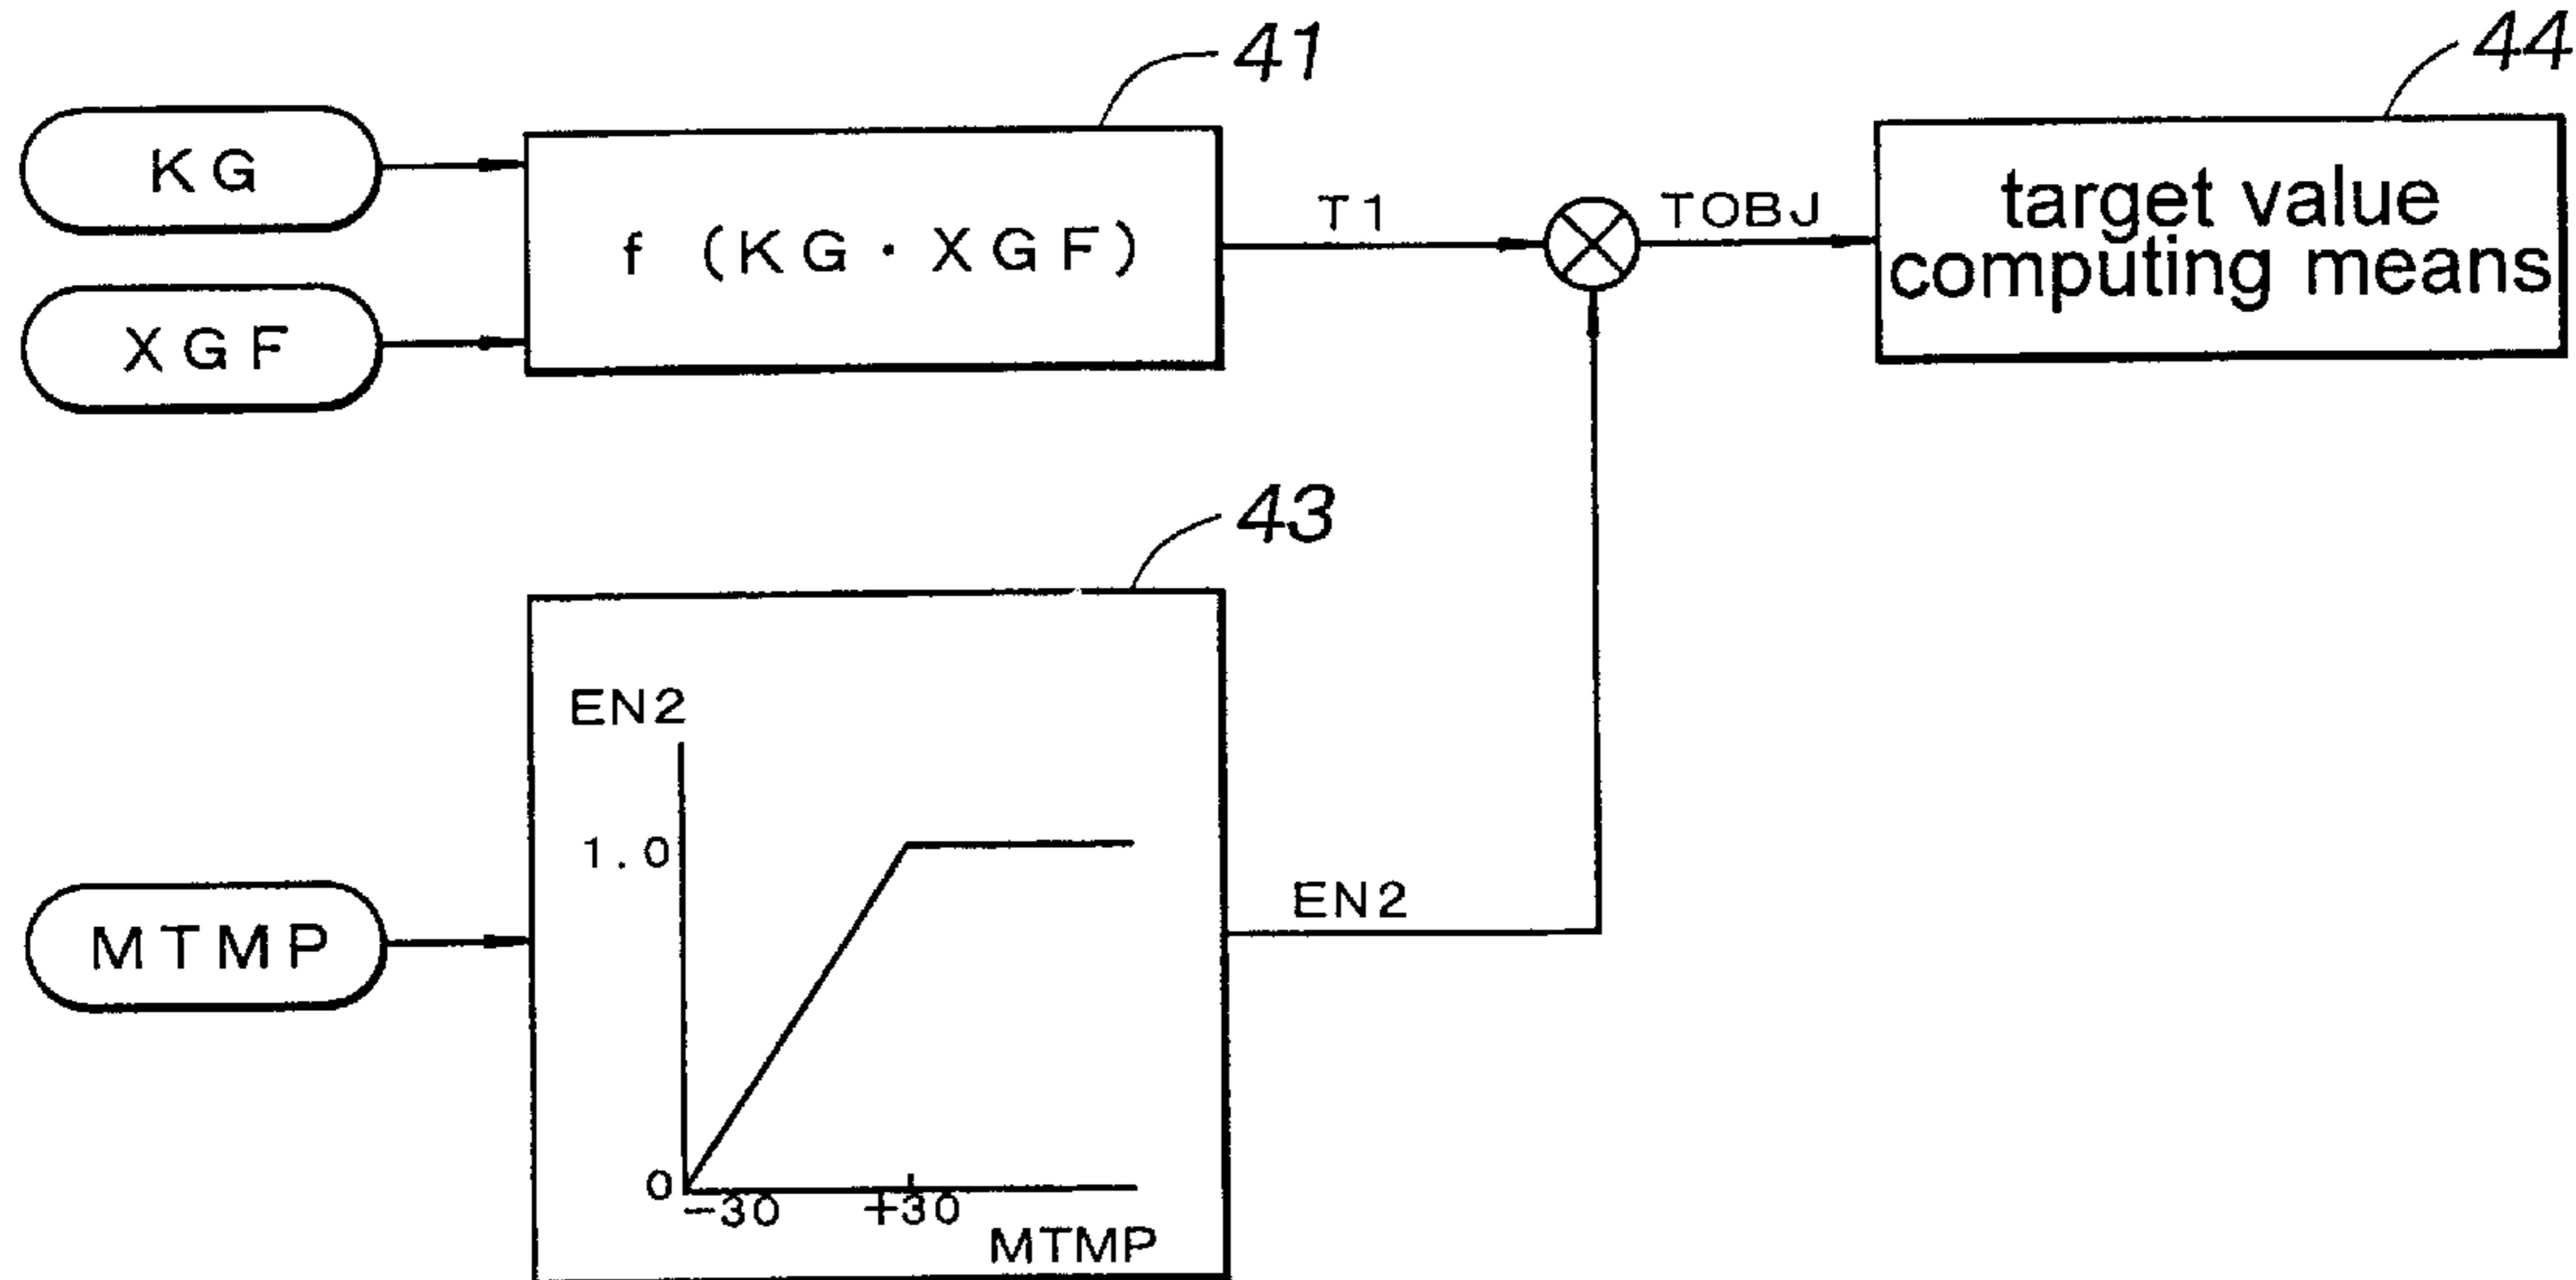 41
44
KG
XGF
f (KG・XGF)
T1
TOBJ
target value
computing means
43
MTMP
EN2
1.0
0
-30
+30
MTMP
EN2